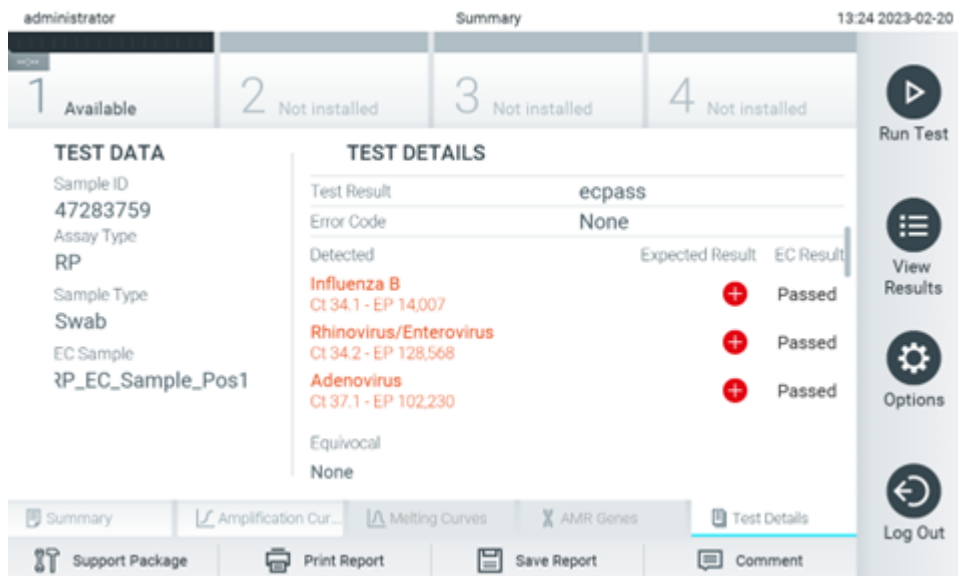 administrator Summary 13:24 2023-02-20
1 Available 2 Not installed 3 Not installed 4 Not installed
Run Test
TEST DATA
Sample ID
47283759
Assay Type
RP
Sample Type
Swab
EC Sample
RP_EC_Sample_Pos1
TEST DETAILS
Test Result ecpass
Error Code None
Detected Expected Result EC Result
Influenza B
Ct 34.1 - EP 14,007 + Passed
Rhinovirus/Enterovirus
Ct 34.2 - EP 128,568 + Passed
Adenovirus
Ct 37.1 - EP 102,230 + Passed
Equivocal
None
View
Results
Options
Log Out
Summary Amplification Cur... Melting Curves AMR Genes Test Details
Support Package Print Report Save Report Comment